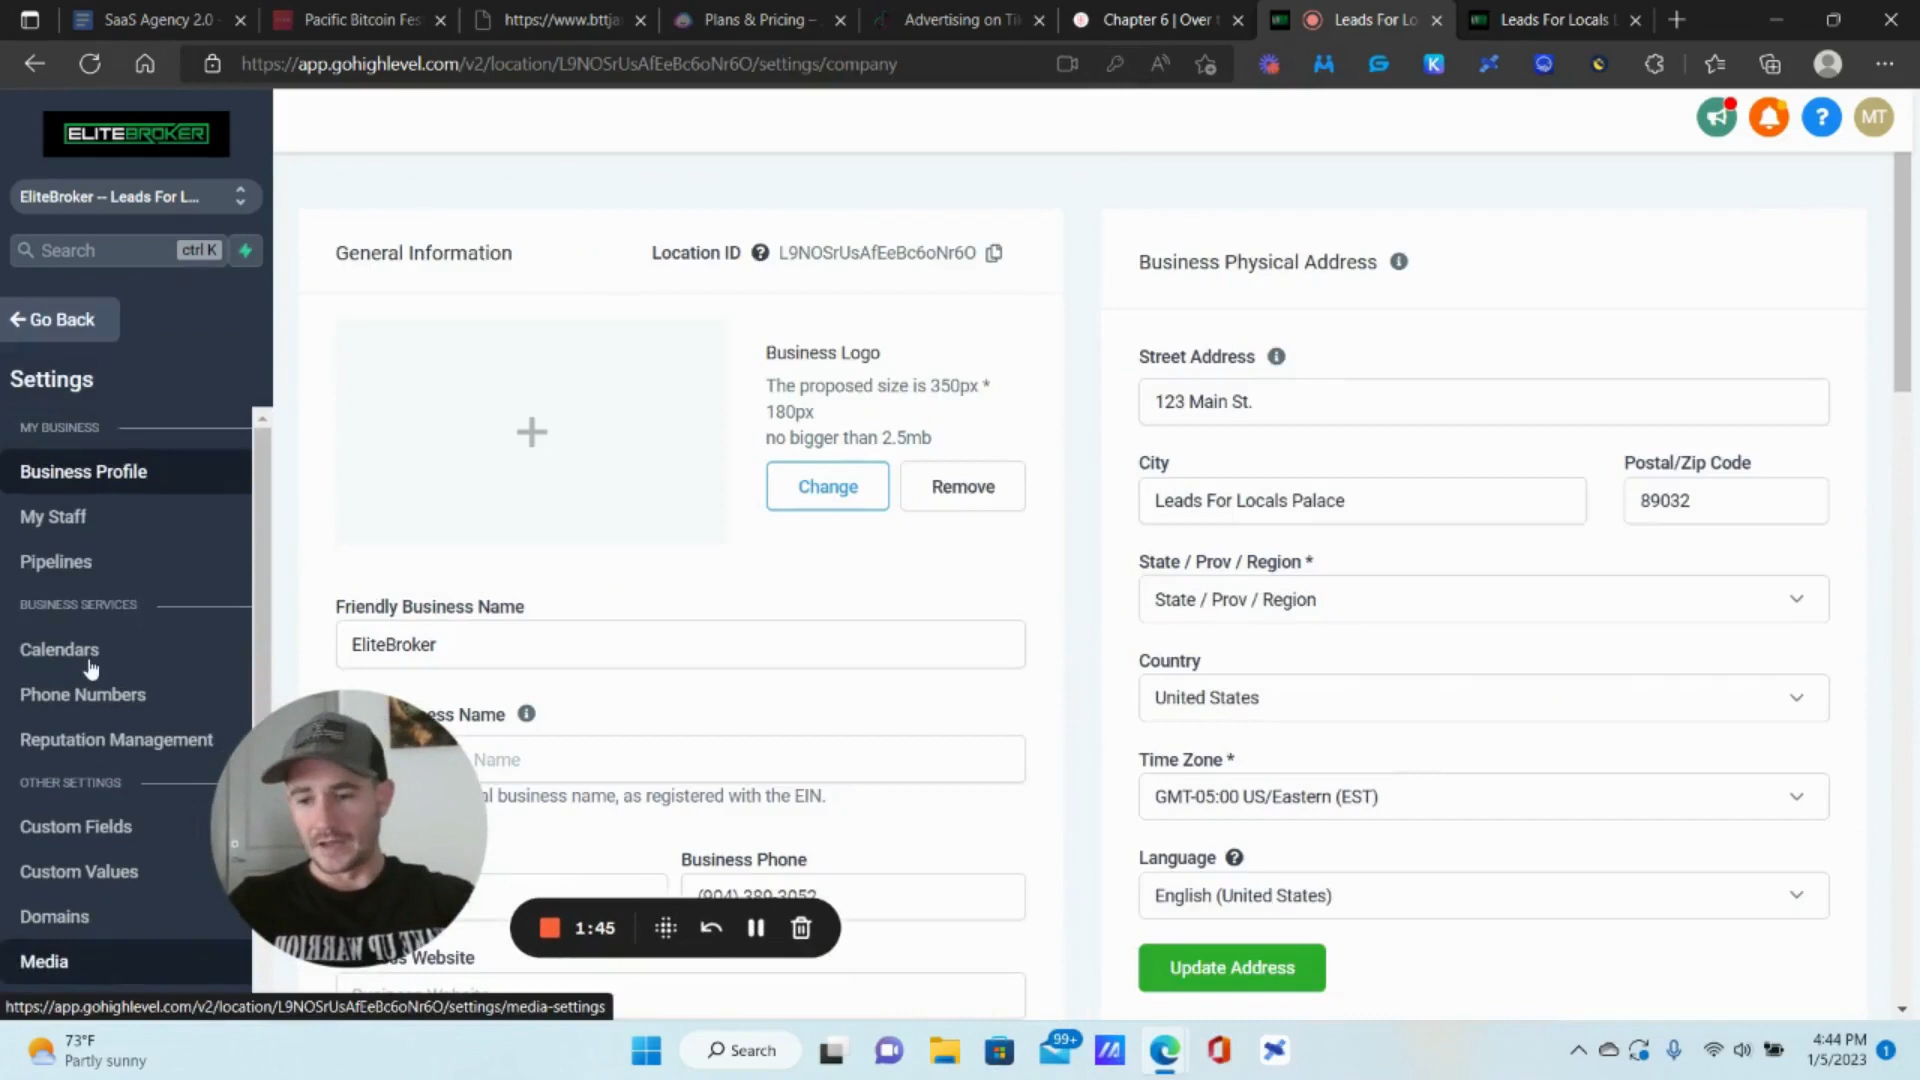 SaaS Agency 2.0
Pacific Bitcoin Fes
https://www.bttja
Plans & Pricing –
Advertising on Ti
Chapter 6 | Over t
Leads For Lo
Leads For Locals
https://app.gohighlevel.com/v2/location/L9NOSrUsAfEeBc6oNr6O/settings/company
ELITEBROKER
MT
EliteBroker -- Leads For L...
Search
ctrl K
Go Back
Settings
MY BUSINESS
Business Profile
My Staff
Pipelines
BUSINESS SERVICES
Calendars
Phone Numbers
Reputation Management
OTHER SETTINGS
Custom Fields
Custom Values
Domains
Media
General Information
Location ID
L9NOSrUsAfEeBc6oNr6O
Business Logo
The proposed size is 350px *
180px
no bigger than 2.5mb
Change
Remove
Friendly Business Name
EliteBroker
ess Name
Name
al business name, as registered with the EIN.
Business Phone
(904) 389-3052
1:45
s Website
Business Website
Business Physical Address
Street Address
123 Main St.
City
Postal/Zip Code
Leads For Locals Palace
89032
State / Prov / Region *
State / Prov / Region
Country
United States
Time Zone *
GMT-05:00 US/Eastern (EST)
Language
English (United States)
Update Address
https://app.gohighlevel.com/v2/location/L9NOSrUsAfEeBc6oNr6O/settings/media-settings
73°F
Partly sunny
Search
99+
4:44 PM
1/5/2023
1